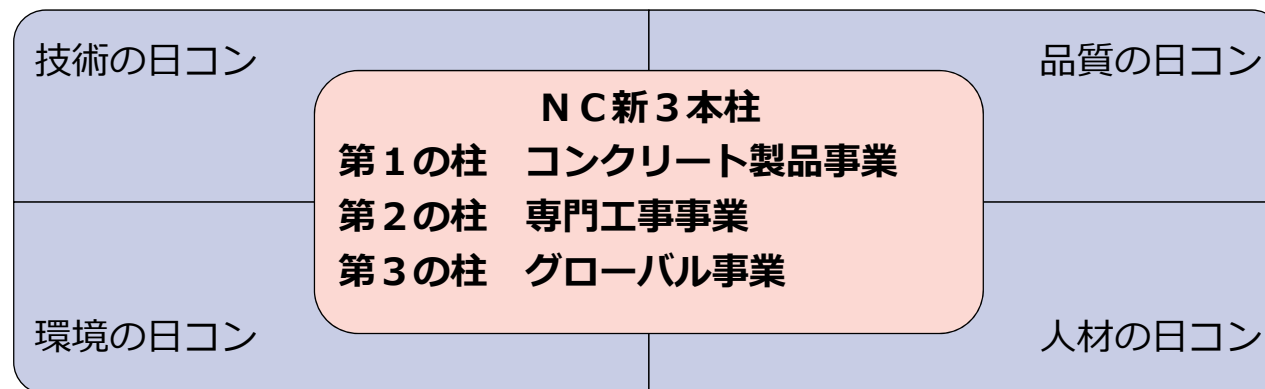 技術の日コン
品質の日コン
ＮＣ新３本柱
第１の柱　コンクリート製品事業
第２の柱　専門工事事業
第３の柱　グローバル事業
環境の日コン
人材の日コン